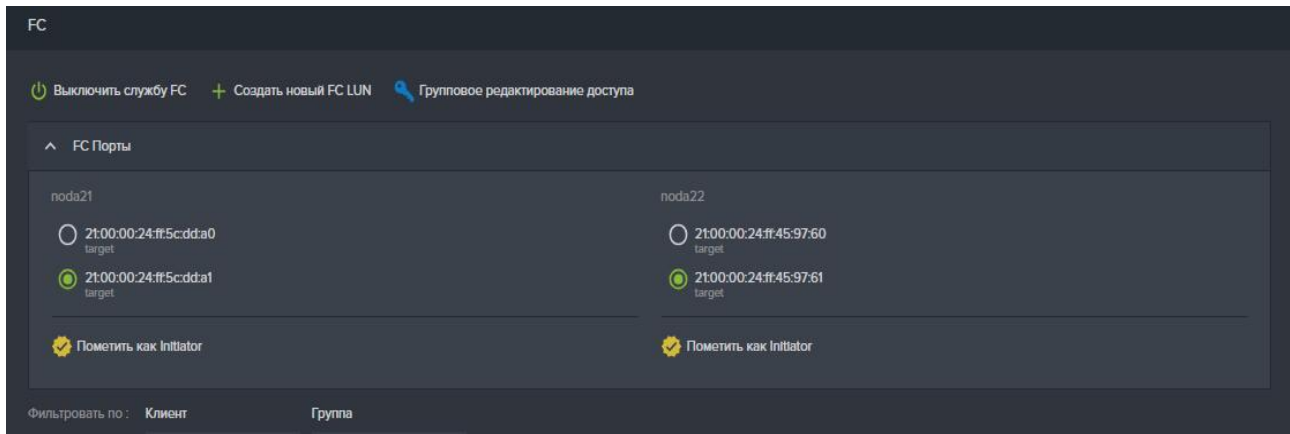 FC
Выключить службу FC Создать новый FC LUN Групповое редактирование доступа
FC Порты
noda21 noda22
21:00:00:24:ff:5c:dd:a0 21:00:00:24:ff:45:97:60
target target
21:00:00:24:ff:5c:dd:a1 21:00:00:24:ff:45:97:61
target target
Пометить как Initiator Пометить как Initiator
Фильтровать по : Клиент Группа